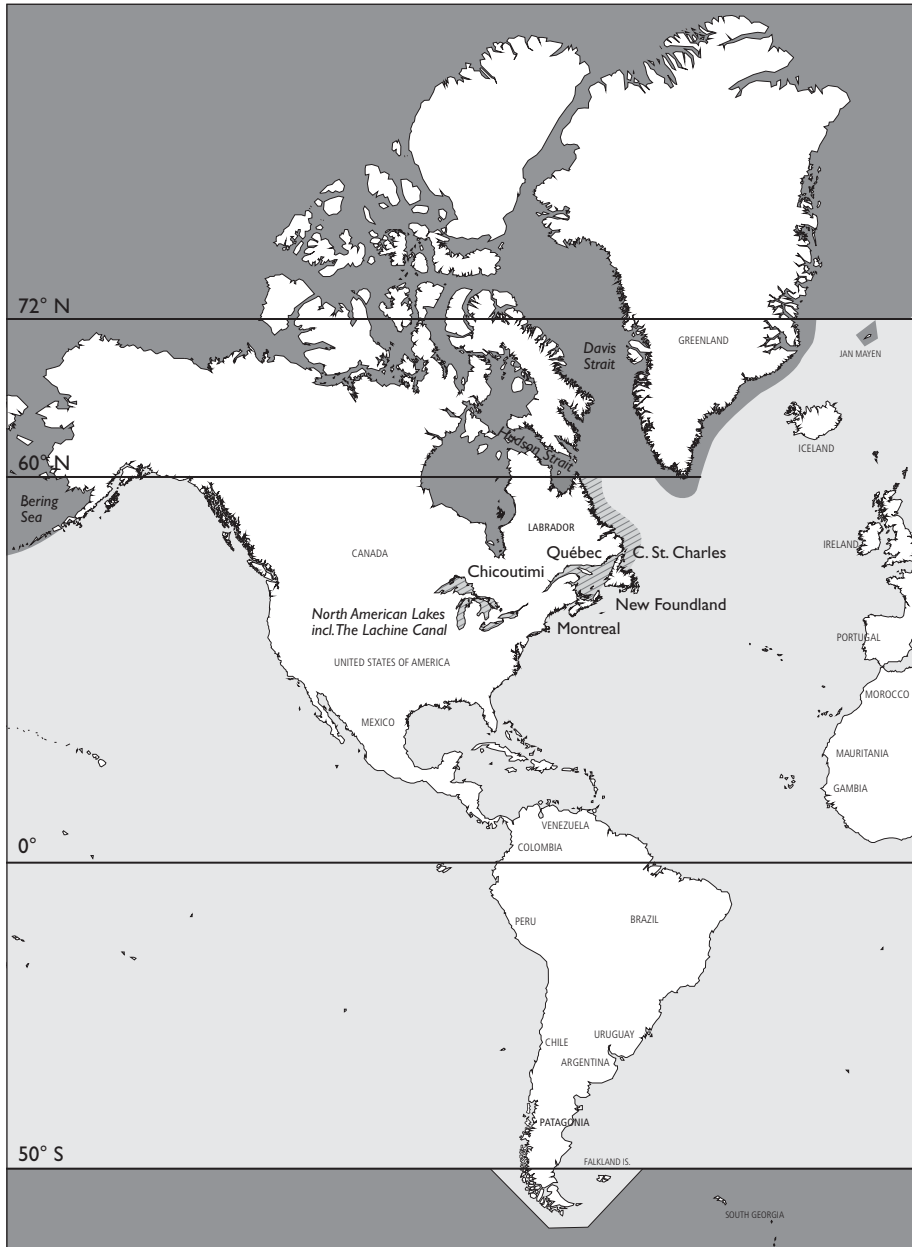 72° N
GREENLAND
Davis
Strait
JAN MAYEN
ICELAND
Hudson Strait
60° N
Bering
Sea
LABRADOR
IRELAND
CANADA
Québec
C. St. Charles
Chicoutimi
New Foundland
North American Lakes
incl.The Lachine Canal
Montreal
PORTUGAL
UNITED STATES OF AMERICA
MOROCCO
MEXICO
MAURITANIA
GAMBIA
VENEZUELA
0°
COLOMBIA
PERU
BRAZIL
URUGUAY
CHILE
ARGENTINA
PATAGONIA
50° S
FALKLAND IS.
SOUTH GEORGIA